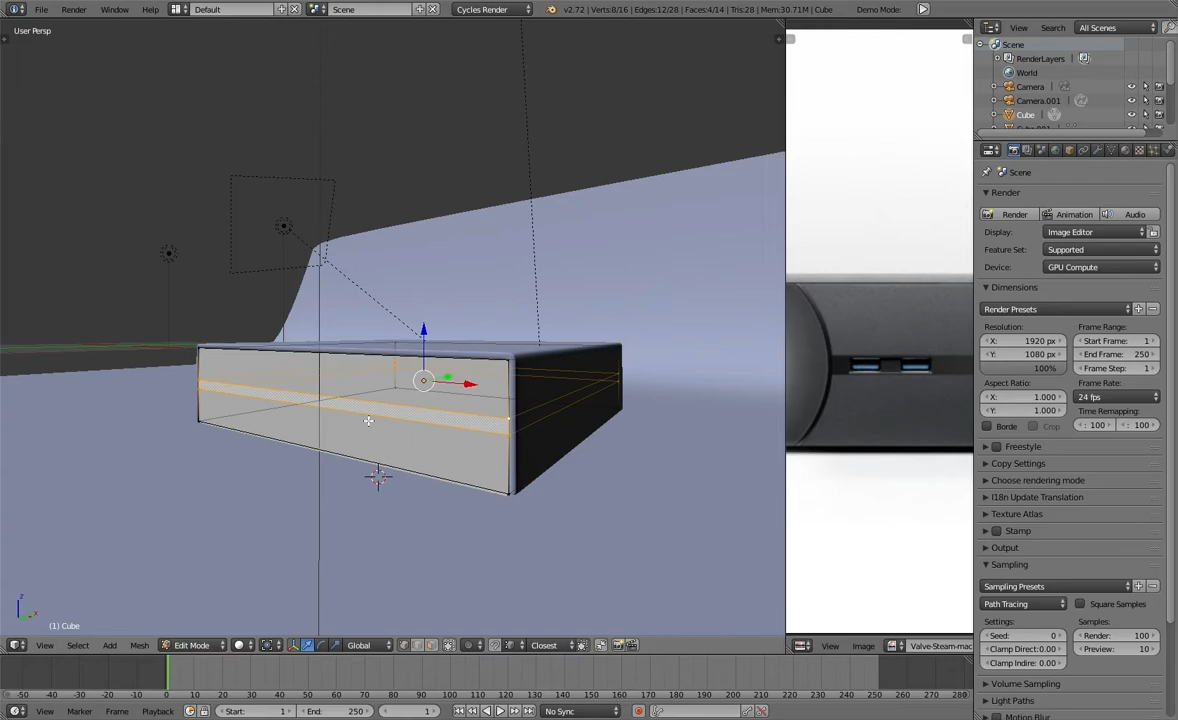 File Render Window Help Default Scene Cycles Render v2.72 | Verts:8/16 | Edges:12/28 | Faces:4/14 | Tris:28 | Mem:30.71M | Cube Demo Mode:
User Persp
View Search All Scenes
Scene
RenderLayers
World
Camera
Camera.001
Cube
Scene
Render
Render Animation Audio
Display: Image Editor
Feature Set: Supported
Device: GPU Compute
Dimensions
Render Presets
Resolution: Frame Range:
X: 1920 px Start Frame: 1
Y: 1080 px End Frame: 250
100% Frame Step: 1
Aspect Ratio: Frame Rate:
X: 1.000 24 fps
Y: 1.000 Time Remapping:
Borde Crop : 100 : 100
Freestyle
Copy Settings
Choose rendering mode
I18n Update Translation
Texture Atlas
Stamp
Output
Sampling
Sampling Presets
Path Tracing Square Samples
Settings: Samples:
Seed: 0 Render: 100
Clamp Direct:0.00 Preview: 10
Clamp Indire: 0.00
Volume Sampling
Light Paths
Motion Blur
z
x
(1) Cube
View Select Add Mesh Edit Mode Global Closest View Image Valve-Steam-mac
-50 -40 -30 -20 -10 0 10 20 30 40 50 60 70 80 90 100 110 120 130 140 150 160 170 180 190 200 210 220 230 240 250 260 270 280
View Marker Frame Playback Start: 1 End: 250 1 No Sync